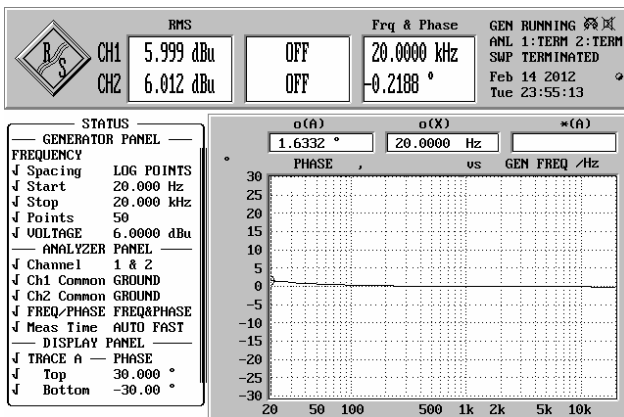 RMS Frq & Phase
R S
CH1 5.999 dBu OFF 20.0000 kHz
CH2 6.012 dBu OFF -0.2188 °
GEN RUNNING
ANL 1:TERM 2:TERM
SWP TERMINATED
Feb 14 2012
Tue 23:55:13
STATUS
GENERATOR PANEL
FREQUENCY
Spacing LOG POINTS
Start 20.000 Hz
Stop 20.000 kHz
Points 50
VOLTAGE 6.0000 dBu
ANALYZER PANEL
Channel 1 & 2
Ch1 Common GROUND
Ch2 Common GROUND
FREQ/PHASE FREQ&PHASE
Meas Time AUTO FAST
DISPLAY PANEL
TRACE A — PHASE
Top 30.000 °
Bottom -30.00 °
o(A) o(X) *(A)
1.6332 ° 20.0000 Hz
° PHASE , vs GEN FREQ /Hz
30
25
20
15
10
5
0
-5
-10
-15
-20
-25
-30
20 50 100 500 1k 2k 5k 10k